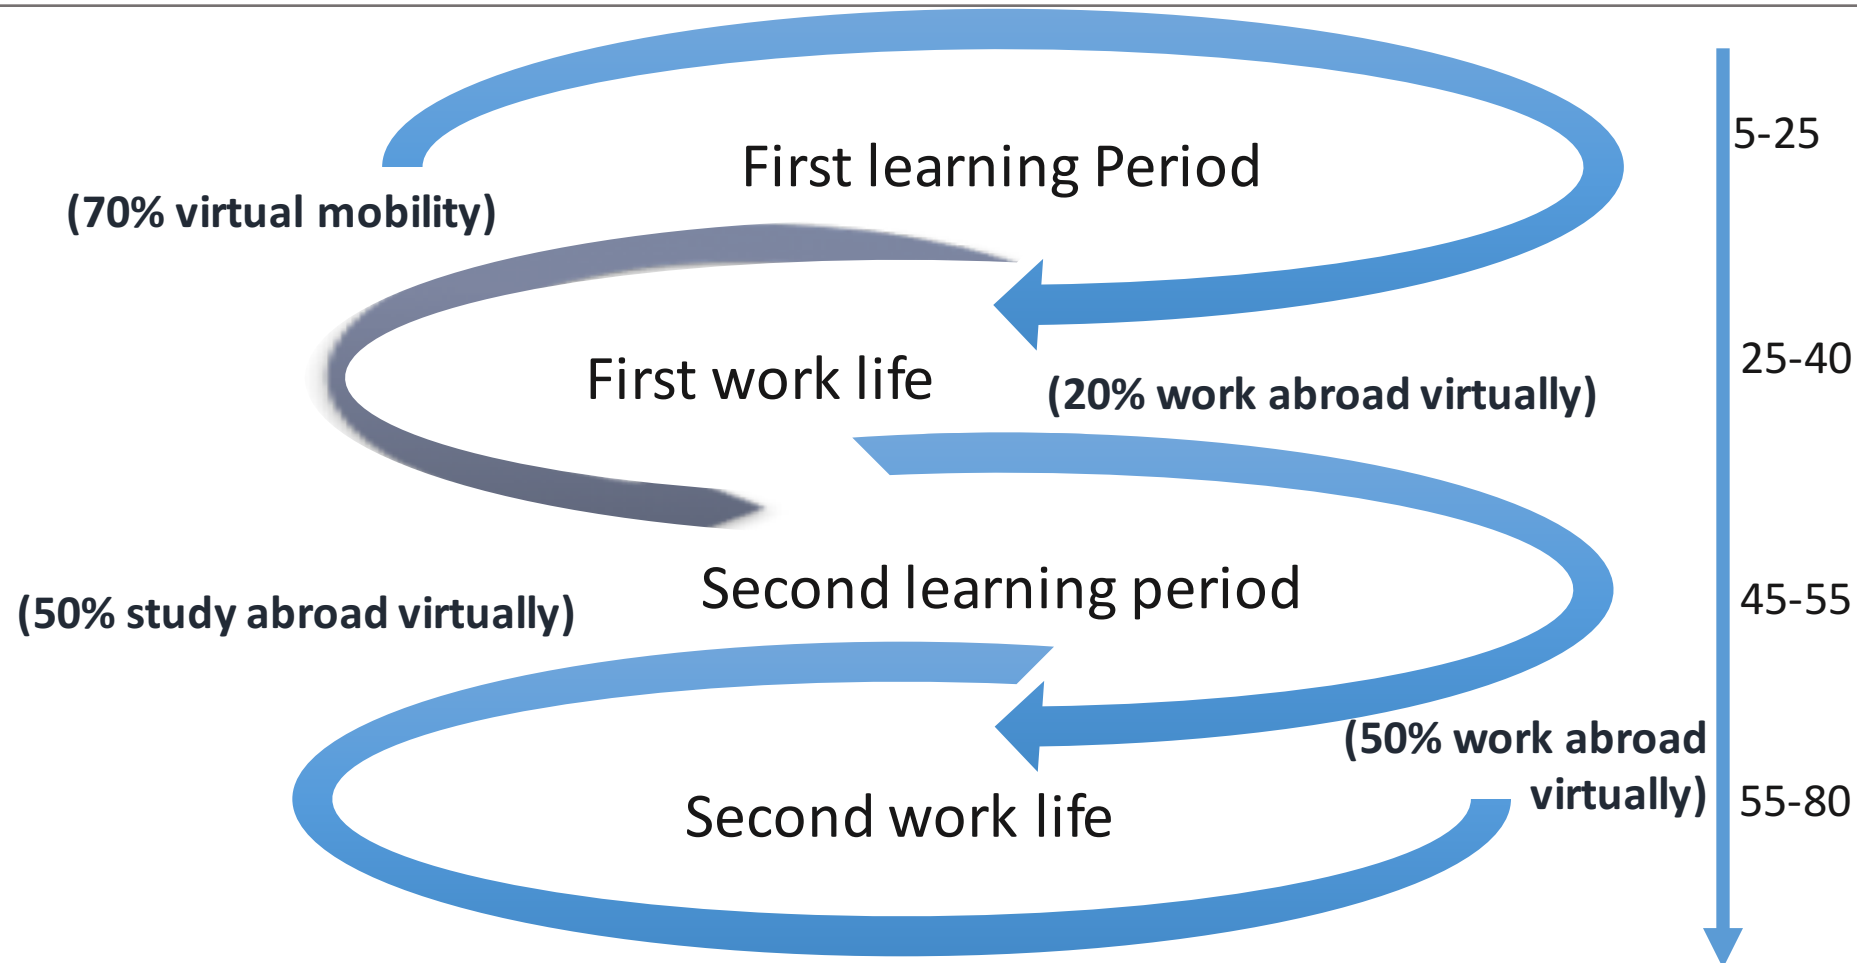 5-25
First learning Period
(70% virtual mobility)
25-40
First work life
(20% work abroad virtually)
Second learning period
45-55
(50% study abroad virtually)
(50% work abroad
virtually)
55-80
Second work life